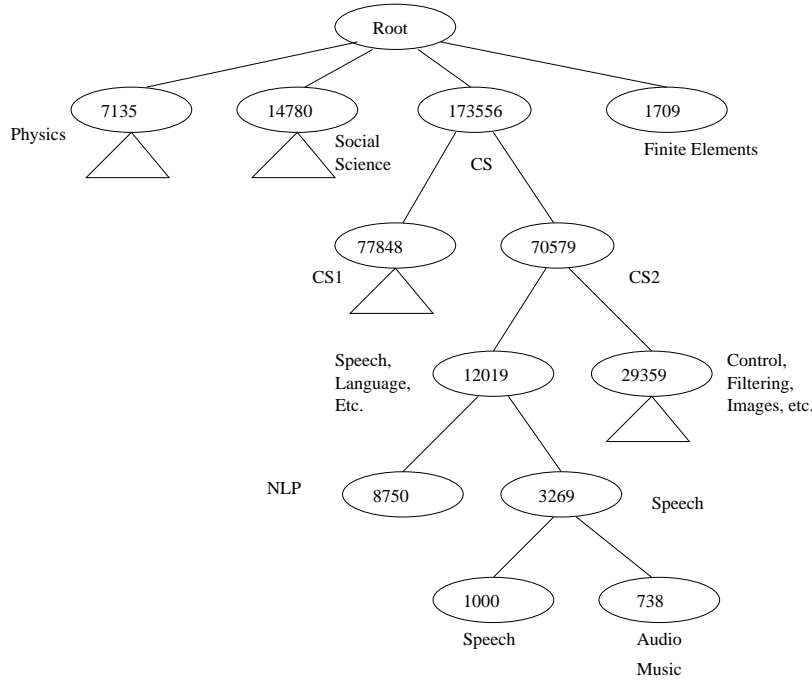 Root
7135
14780
173556
1709
Physics
Social
Science
CS
Finite Elements
77848
70579
CS1
CS2
Speech,
Language,
Etc.
12019
29359
Control,
Filtering,
Images, etc.
NLP
8750
3269
Speech
1000
738
Speech
Audio
Music